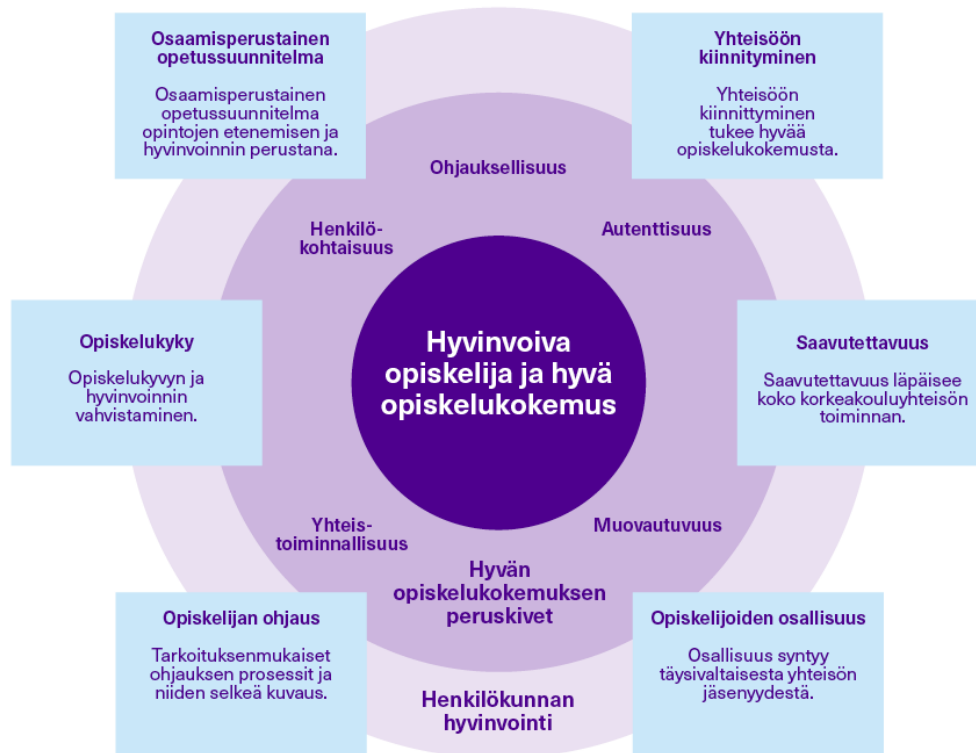 Osaamisperustainen
opetussuunnitelma
Osaamisperustainen
opetussuunnitelma
opintojen etenemisen ja
hyvinvoinnin perustana.
Yhteisöön
kiinnityminen
Yhteisöön
kiinnittyminen
tukee hyvää
opiskelukokemusta.
Ohjauksellisuus
Henkilö-
kohtaisuus
Autenttisuus
Opiskelukyky
Opiskelukyvyn ja
hyvinvoinnin
vahvistaminen.
Hyvinvoiva
opiskelija ja hyvä
opiskelukokemus
Saavutettavuus
Saavutettavuus läpäisee
koko korkeakouluyhteisön
toiminnan.
Yhteis-
toiminnallisuus
Muovautuvuus
Hyvän
opiskelukokemuksen
peruskivet
Opiskelijan ohjaus
Tarkoituksenmukaiset
ohjauksen prosessit ja
niiden selkeä kuvaus.
Henkilökunnan
hyvinvointi
Opiskelijoiden osallisuus
Osallisuus syntyy
täysivaltaisesta yhteisön
jäsenyydestä.